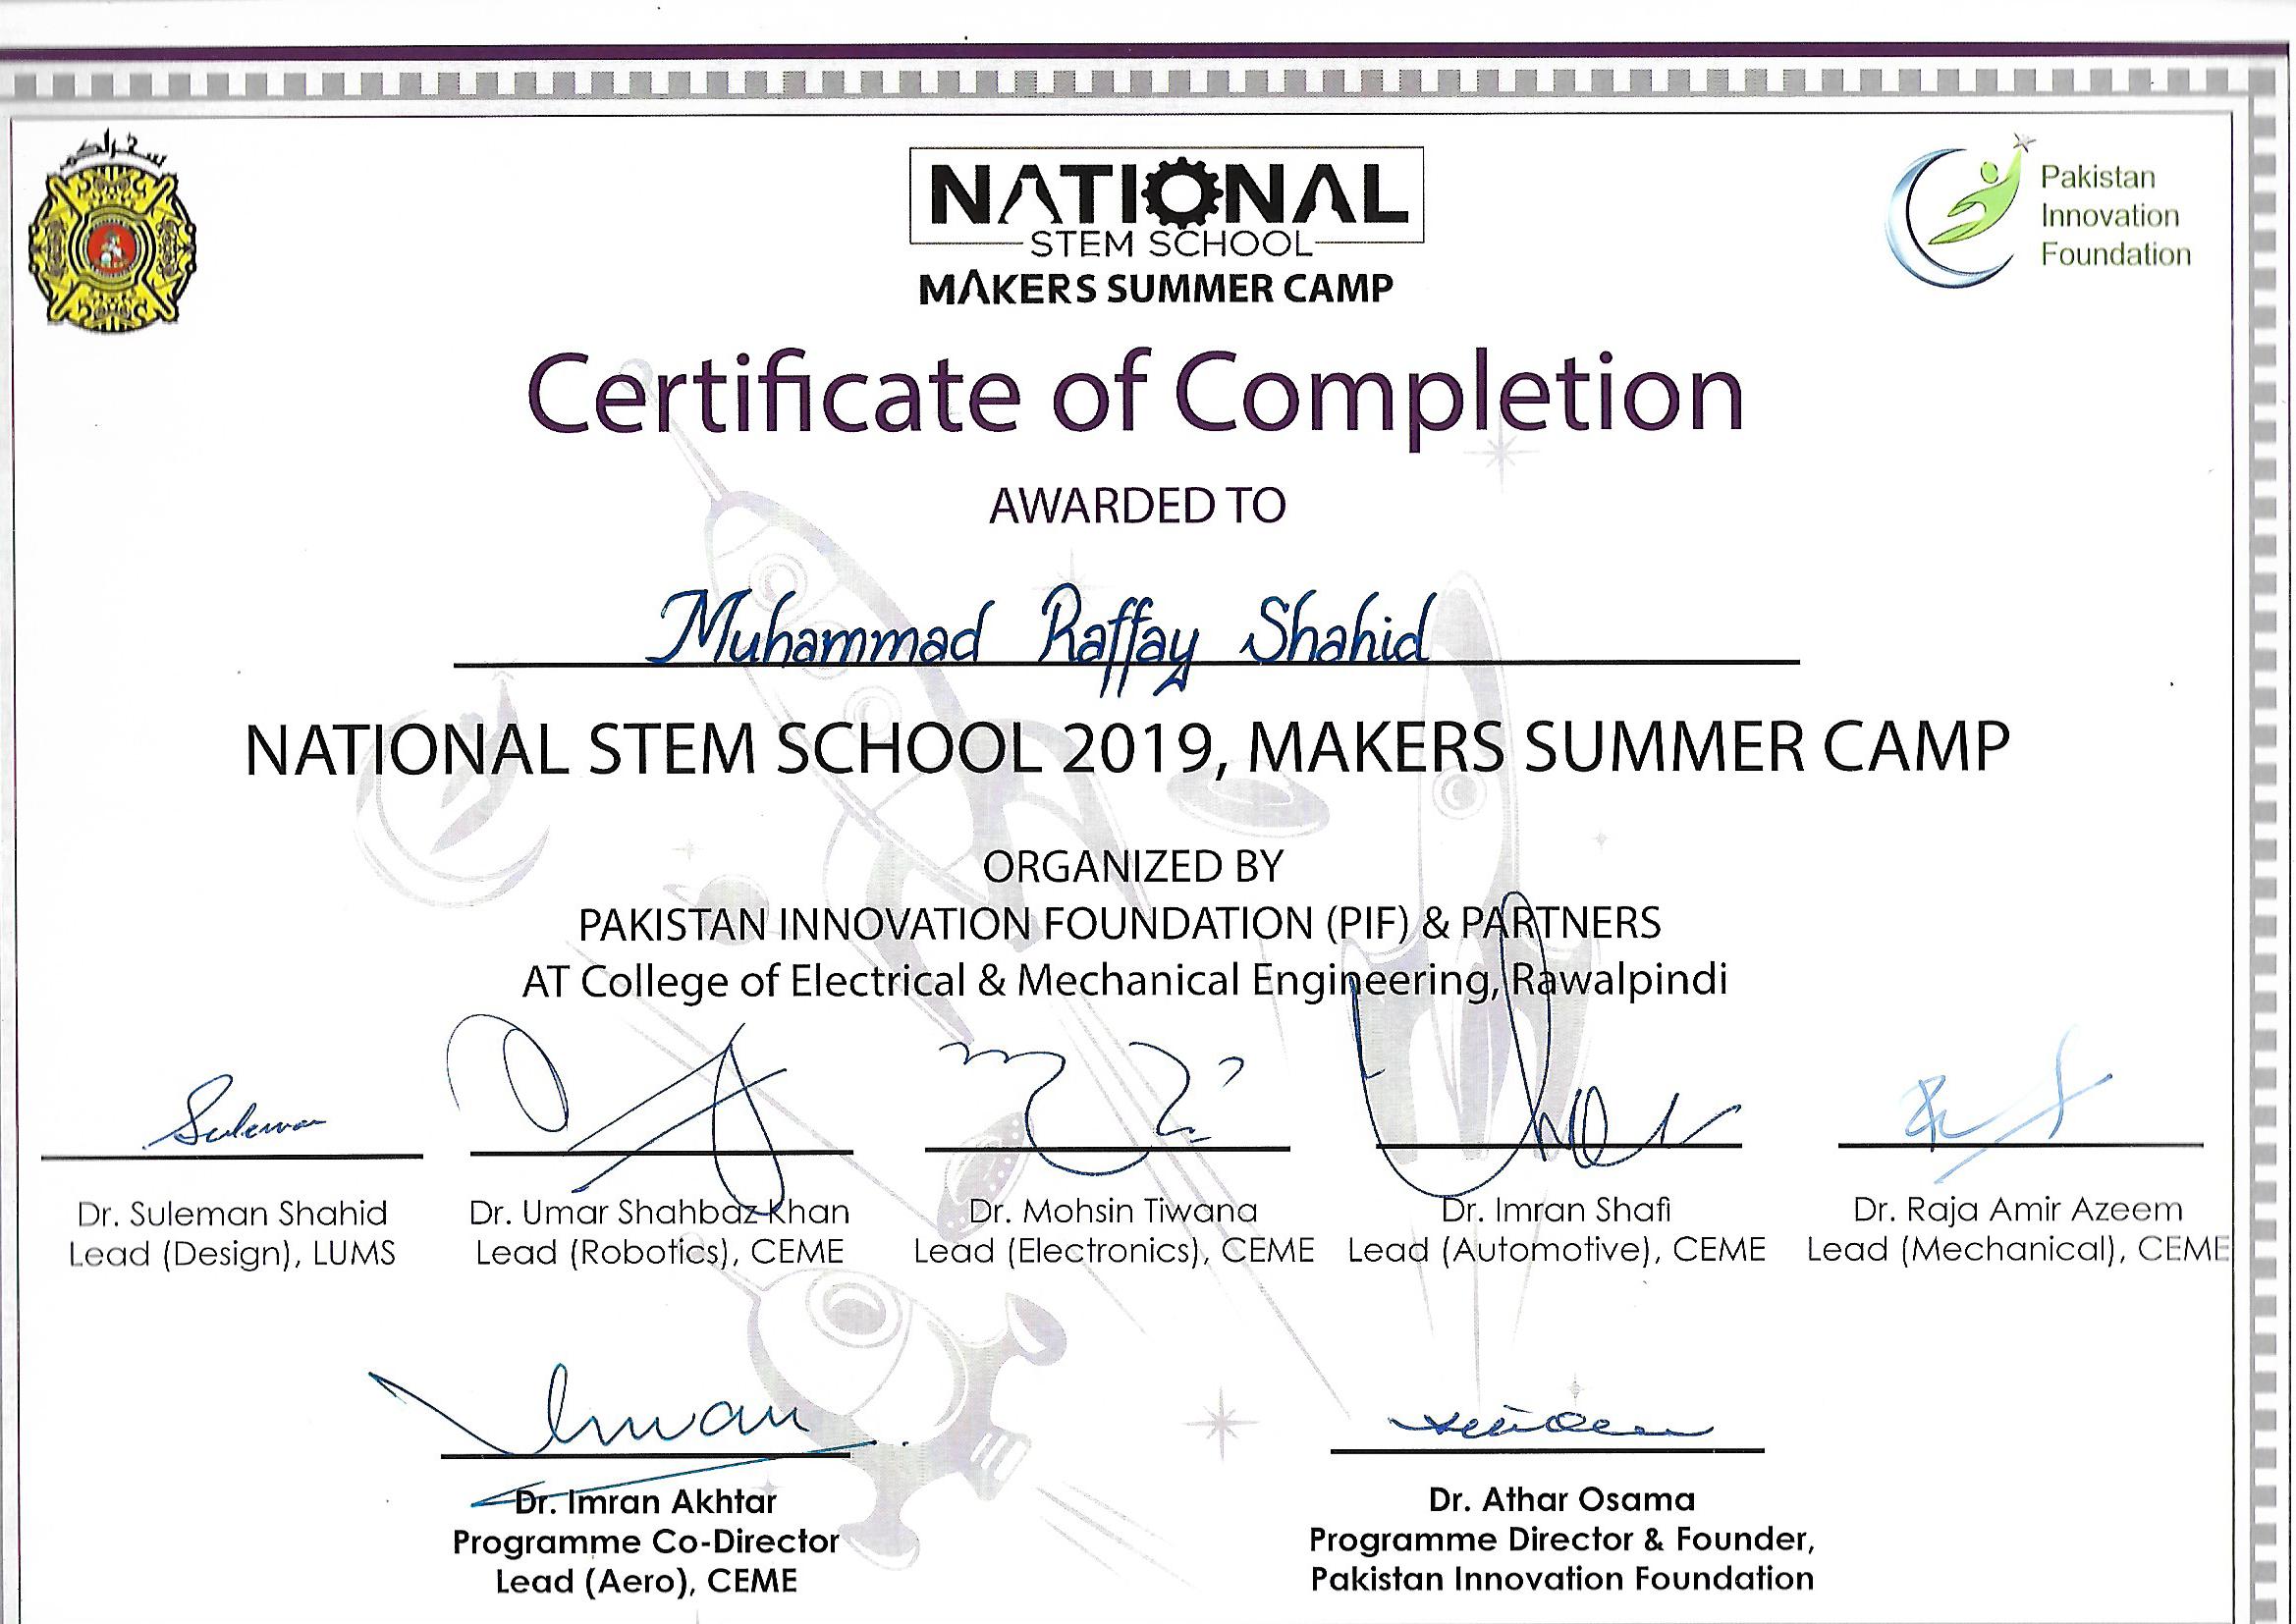 NATIONAL
STEM SCHOOL
MAKERS SUMMER CAMP
Pakistan
Innovation
Foundation
Certificate of Completion
AWARDED TO
Muhammad Raffay Shahid
NATIONAL STEM SCHOOL 2019, MAKERS SUMMER CAMP
ORGANIZED BY
PAKISTAN INNOVATION FOUNDATION (PIF) & PARTNERS
AT College of Electrical & Mechanical Engineering, Rawalpindi
Suleman
Dr. Suleman Shahid
Lead (Design), LUMS
Dr. Umar Shahbaz Khan
Lead (Robotics), CEME
Dr. Mohsin Tiwana
Lead (Electronics), CEME
Dr. Imran Shafi
Lead (Automotive), CEME
Dr. Raja Amir Azeem
Lead (Mechanical), CEME
Imran
Dr. Imran Akhtar
Programme Co-Director
Lead (Aero), CEME
Dr. Athar Osama
Programme Director & Founder,
Pakistan Innovation Foundation